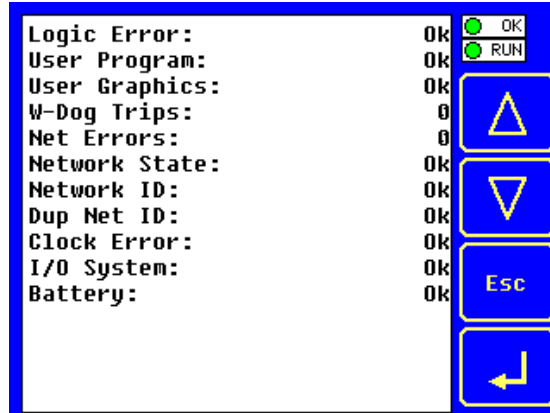 Logic Error: Ok
User Program: Ok
User Graphics: Ok
W-Dog Trips: 0
Net Errors: 0
Network State: Ok
Network ID: Ok
Dup Net ID: Ok
Clock Error: Ok
I/O System: Ok
Battery: Ok
OK
RUN
Esc